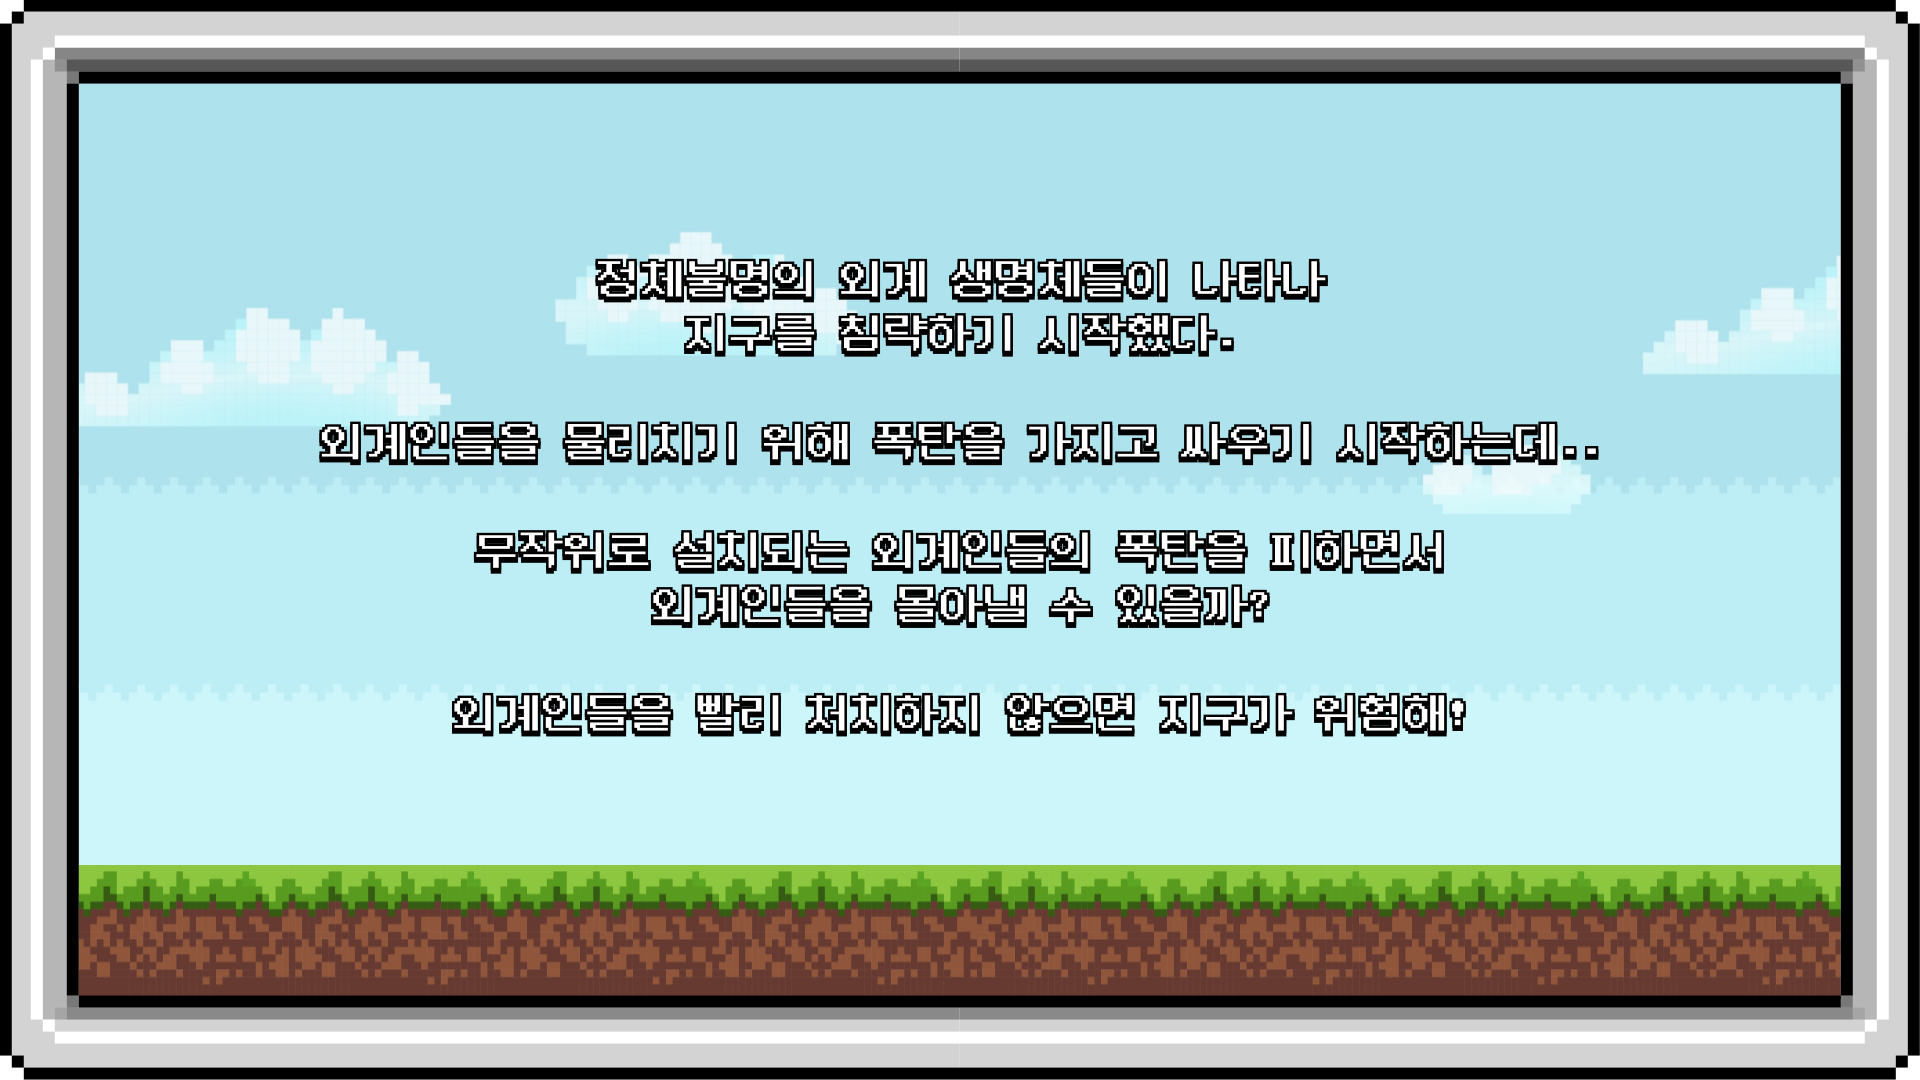 정체불명의 외계 생명체들이 나타나
지구를 침략하기 시작했다.
외계인들을 물리치기 위해 폭탄을 가지고 싸우기 시작하는데..
무작위로 설치되는 외계인들의 폭탄을 피하면서
외계인들을 몰아낼 수 있을까?
외계인들을 빨리 처치하지 않으면 지구가 위험해!